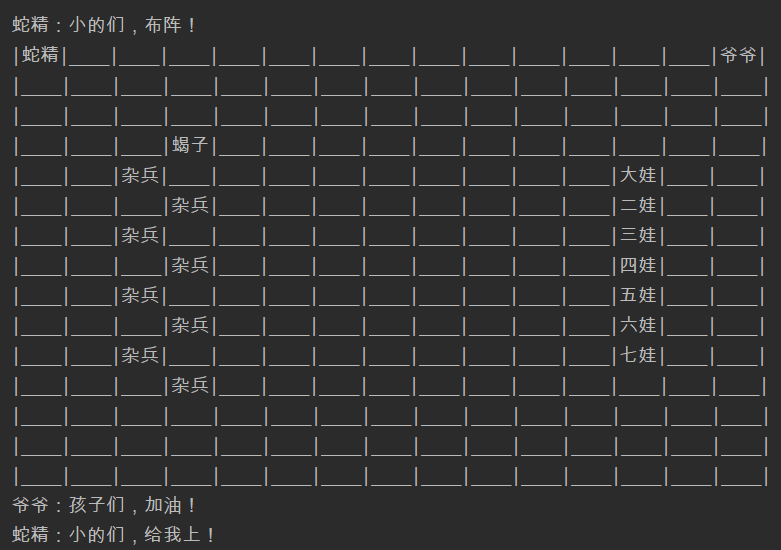 蛇精：小的们，布阵！
|蛇精|____|____|____|____|____|____|____|____|____|____|____|____|____|爷爷|
|____|____|____|____|____|____|____|____|____|____|____|____|____|____|____|
|____|____|____|____|____|____|____|____|____|____|____|____|____|____|____|
|____|____|____|蝎子|____|____|____|____|____|____|____|____|____|____|____|
|____|____|杂兵|____|____|____|____|____|____|____|____|____|大娃|____|____|
|____|____|____|杂兵|____|____|____|____|____|____|____|____|二娃|____|____|
|____|____|杂兵|____|____|____|____|____|____|____|____|____|三娃|____|____|
|____|____|____|杂兵|____|____|____|____|____|____|____|____|四娃|____|____|
|____|____|杂兵|____|____|____|____|____|____|____|____|____|五娃|____|____|
|____|____|____|杂兵|____|____|____|____|____|____|____|____|六娃|____|____|
|____|____|杂兵|____|____|____|____|____|____|____|____|____|七娃|____|____|
|____|____|____|杂兵|____|____|____|____|____|____|____|____|____|____|____|
|____|____|____|____|____|____|____|____|____|____|____|____|____|____|____|
|____|____|____|____|____|____|____|____|____|____|____|____|____|____|____|
|____|____|____|____|____|____|____|____|____|____|____|____|____|____|____|
爷爷：孩子们，加油！
蛇精：小的们，给我上！